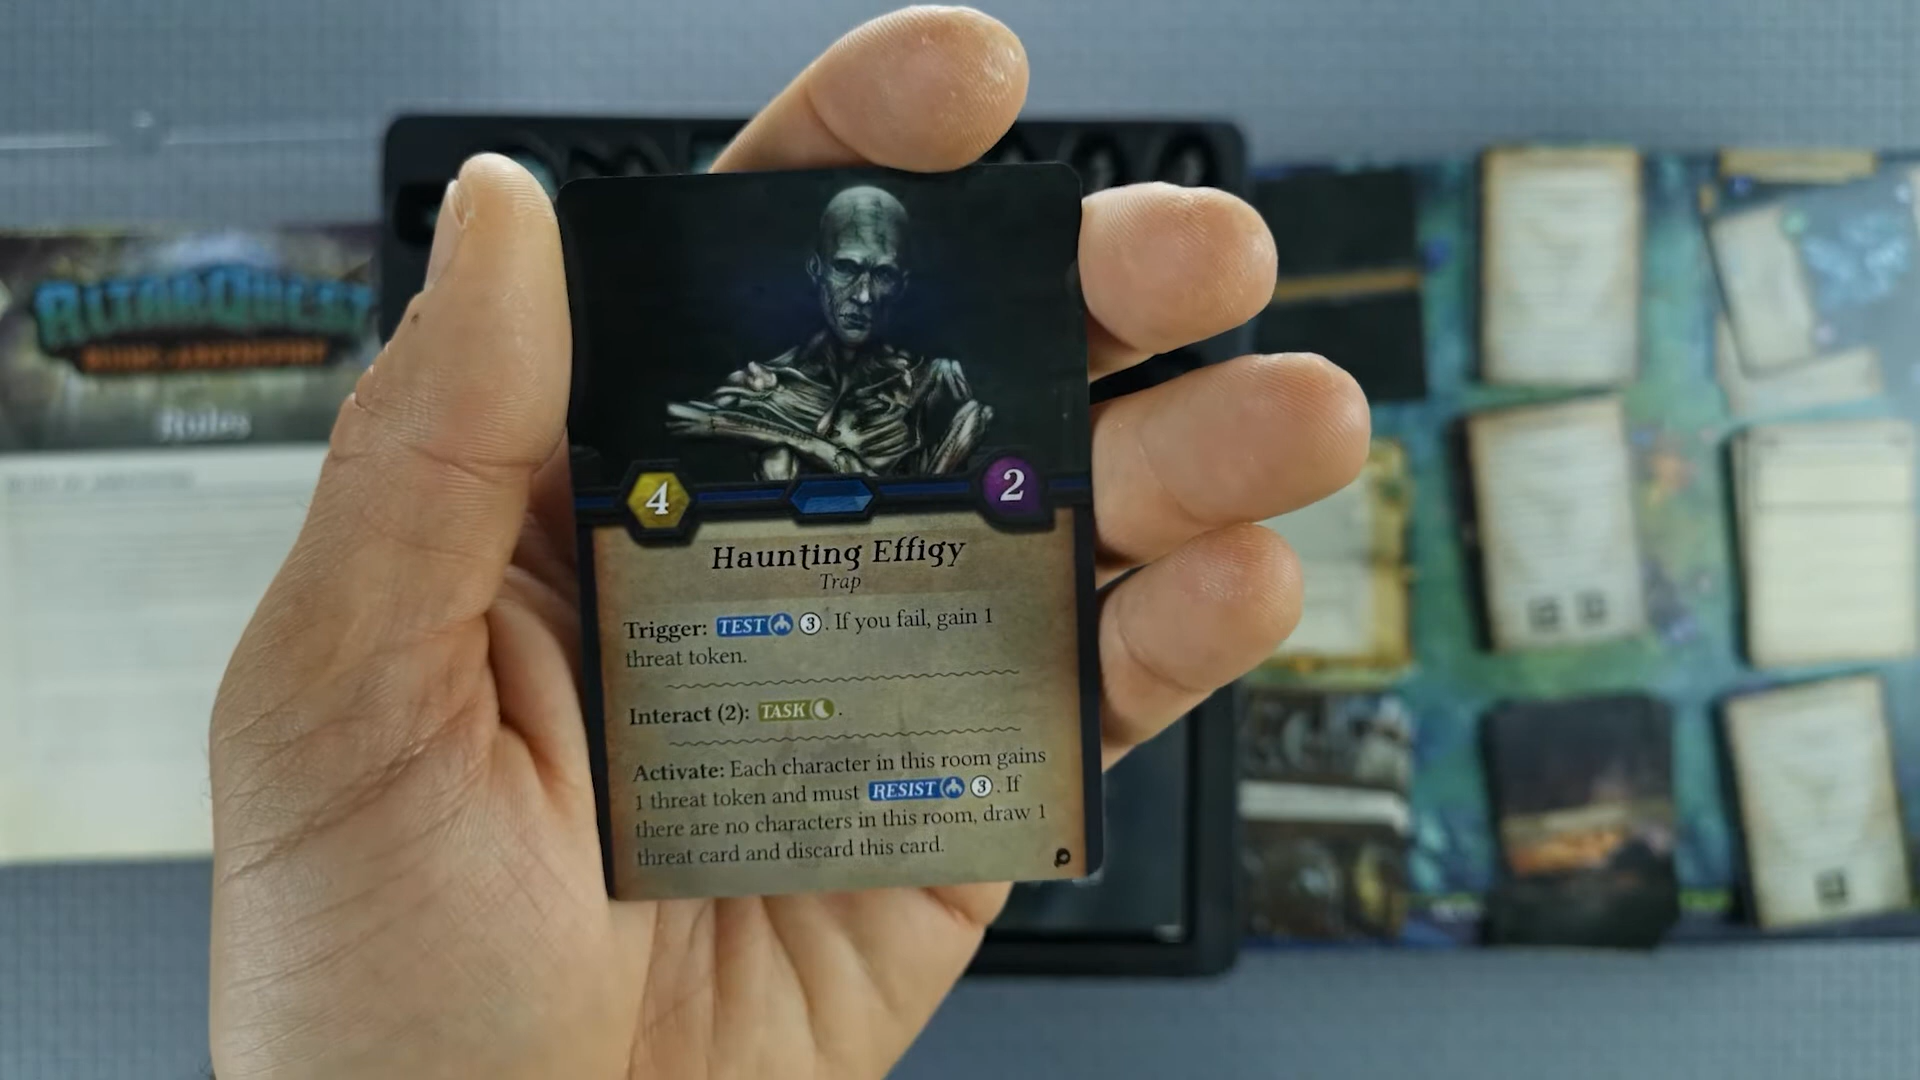 ALTARQUEST
Rules
4
2
Haunting Effigy
Trap
Trigger: TEST 3. If you fail, gain 1
threat token.
Interact (2): TASK.
Activate: Each character in this room gains
1 threat token and must RESIST 3. If
there are no characters in this room, draw 1
threat card and discard this card.